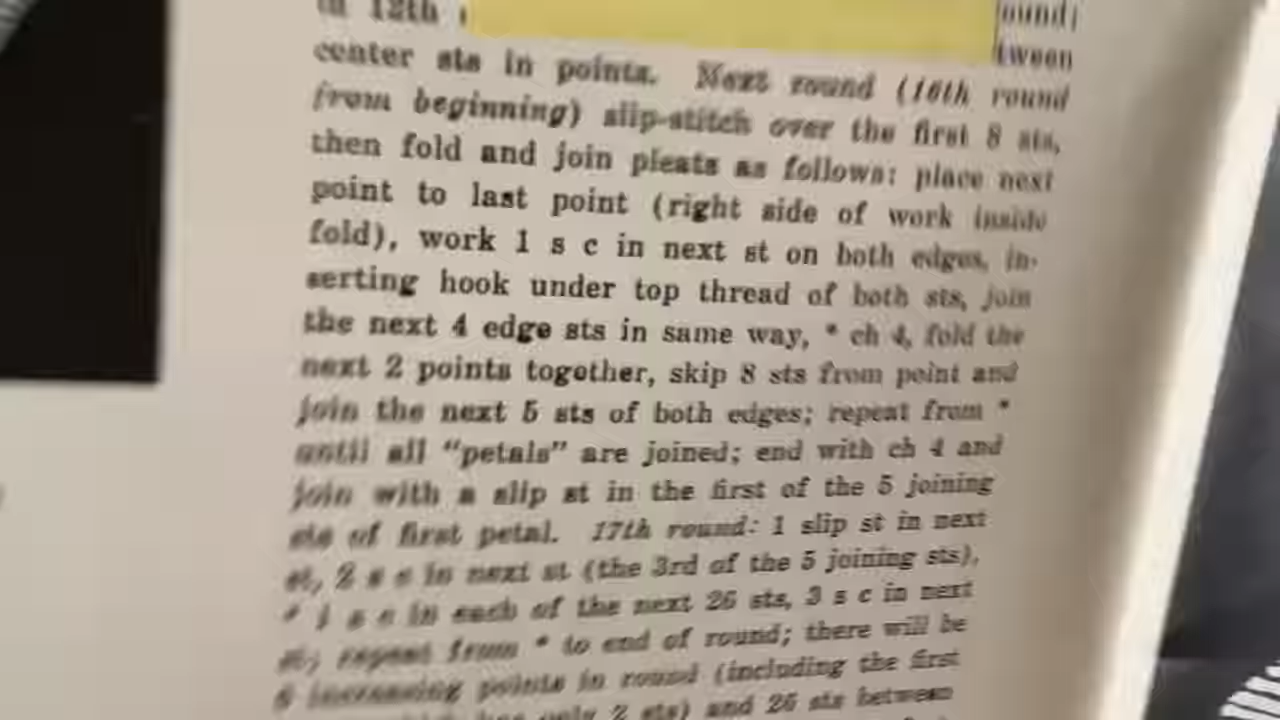 in 12th ound;
tween
center sts in points. Next round (16th round
from beginning) slip-stitch over the first 8 sts,
then fold and join pleats as follows: place next
point to last point (right side of work inside
fold), work 1 s c in next st on both edges, in-
serting hook under top thread of both sts, join
the next 4 edge sts in same way, * ch 4, fold the
next 2 points together, skip 8 sts from point and
join the next 5 sts of both edges; repeat from *
until all “petals” are joined; end with ch 4 and
join with a slip st in the first of the 5 joining
sts of first petal. 17th round: 1 slip st in next
st, 2 s c in next st (the 3rd of the 5 joining sts),
* 1 s c in each of the next 26 sts, 3 s c in next
st; repeat from * to end of round; there will be
6 increasing points in round (including the first
only 2 sts) and 26 sts between